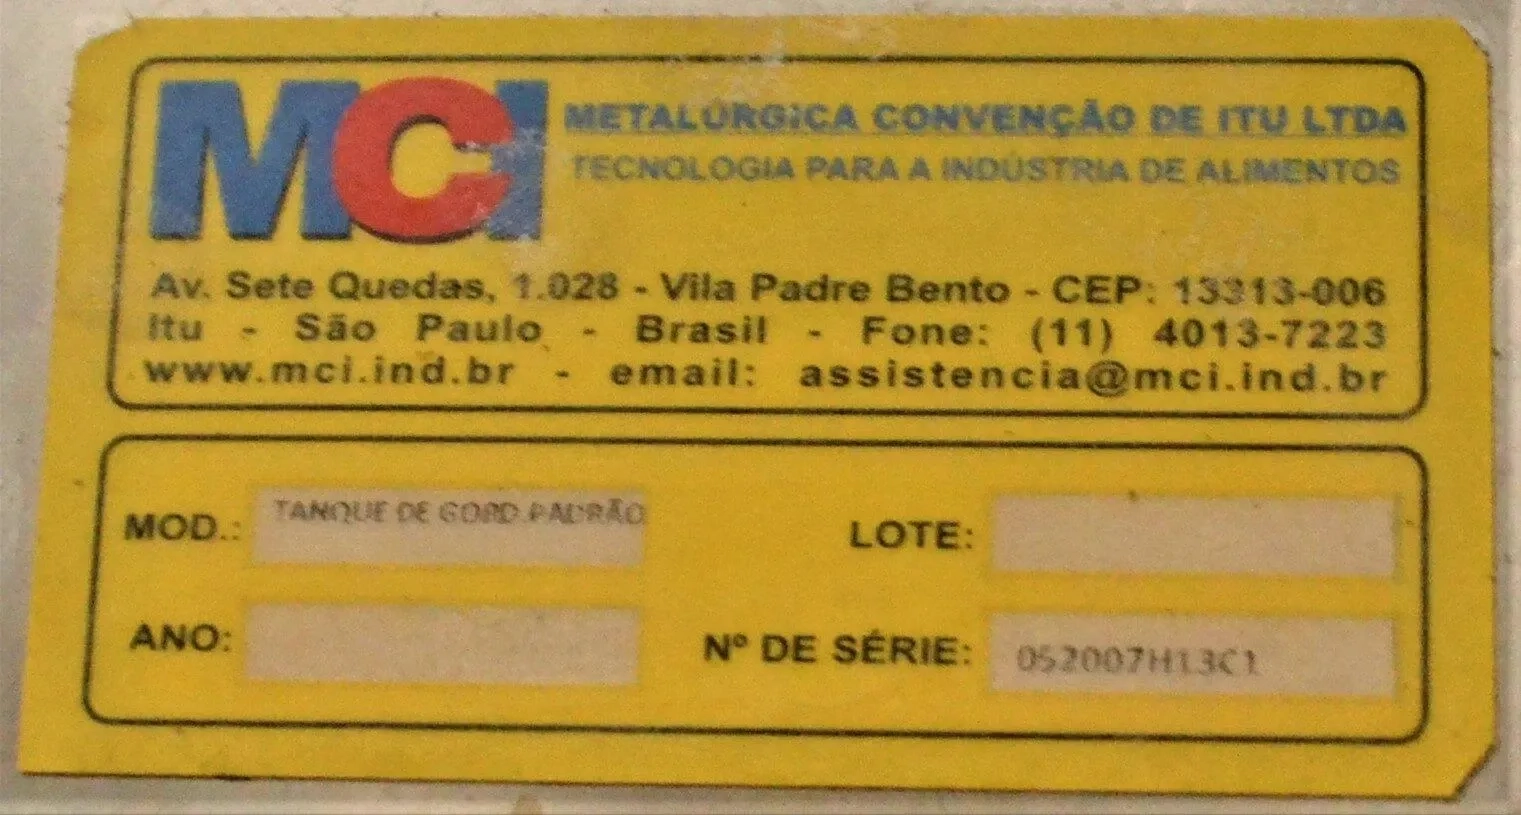 MCI
METALÚRGICA CONVENÇÃO DE ITU LTDA
TECNOLOGIA PARA A INDÚSTRIA DE ALIMENTOS
Av. Sete Quedas, 1.028 - Vila Padre Bento - CEP: 13313-006
Itu - São Paulo - Brasil - Fone: (11) 4013-7223
www.mci.ind.br - email: assistencia@mci.ind.br
MOD.: TANQUE DE GORD.PADRÃO
LOTE:
ANO:
Nº DE SÉRIE: 052007H13C1